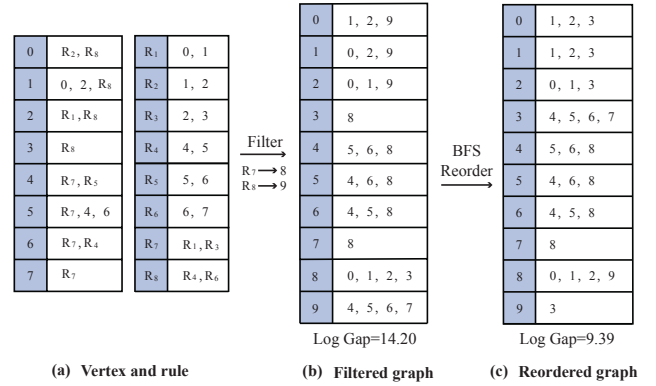 0 R₂, R₈
1 0, 2, R₈
2 R₁, R₈
3 R₈
4 R₇, R₅
5 R₇, 4, 6
6 R₇, R₄
7 R₇
(a) Vertex and rule
R₁ 0, 1
R₂ 1, 2
R₃ 2, 3
R₄ 4, 5
R₅ 5, 6
R₆ 6, 7
R₇ R₁, R₃
R₈ R₄, R₆
Filter
R₇→8
R₈→9
0 1, 2, 9
1 0, 2, 9
2 0, 1, 9
3 8
4 5, 6, 8
5 4, 6, 8
6 4, 5, 8
7 8
8 0, 1, 2, 3
9 4, 5, 6, 7
Log Gap=14.20
(b) Filtered graph
BFS
Reorder
0 1, 2, 3
1 1, 2, 3
2 0, 1, 3
3 4, 5, 6, 7
4 5, 6, 8
5 4, 6, 8
6 4, 5, 8
7 8
8 0, 1, 2, 9
9 3
Log Gap=9.39
(c) Reordered graph